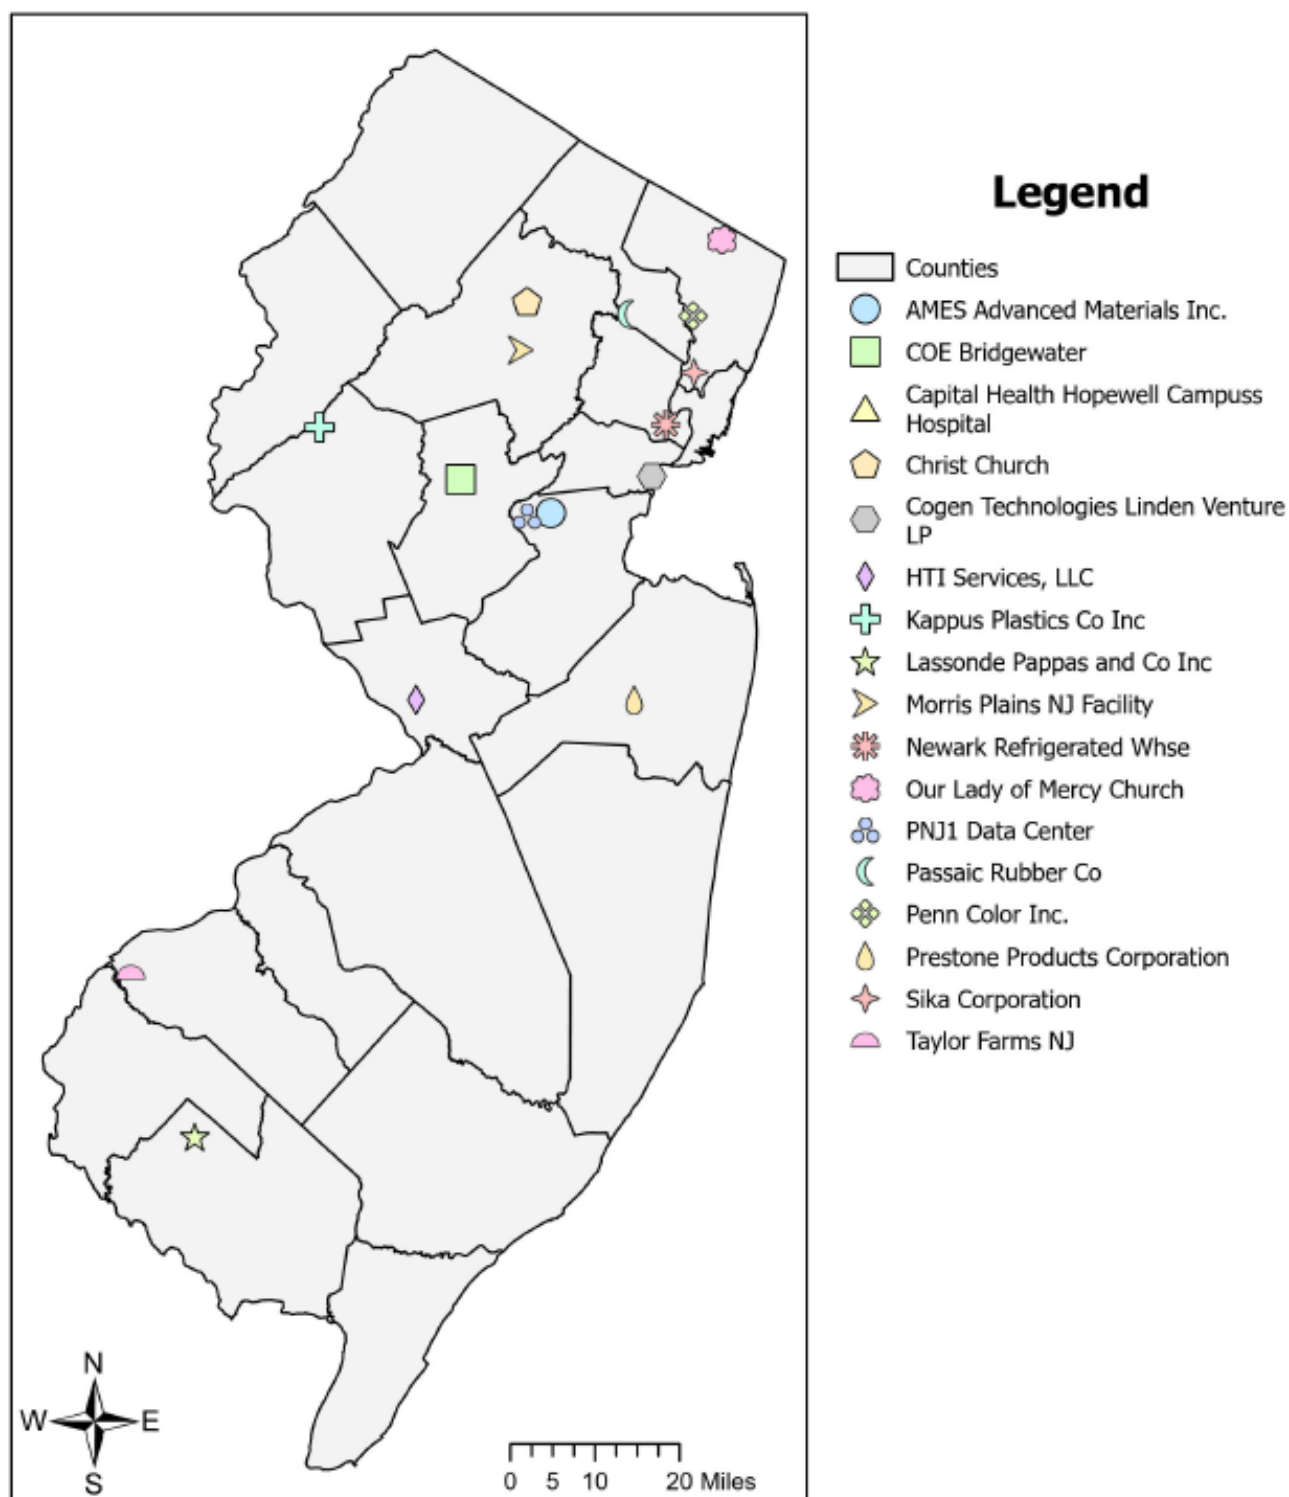 Legend
Counties
AMES Advanced Materials Inc.
COE Bridgewater
Capital Health Hopewell Campuss
Hospital
Christ Church
Cogen Technologies Linden Venture
LP
HTI Services, LLC
Kappus Plastics Co Inc
Lassonde Pappas and Co Inc
Morris Plains NJ Facility
Newark Refrigerated Whse
Our Lady of Mercy Church
PNJ1 Data Center
Passaic Rubber Co
Penn Color Inc.
Prestone Products Corporation
Sika Corporation
Taylor Farms NJ
N
W E
S
0 5 10 20 Miles